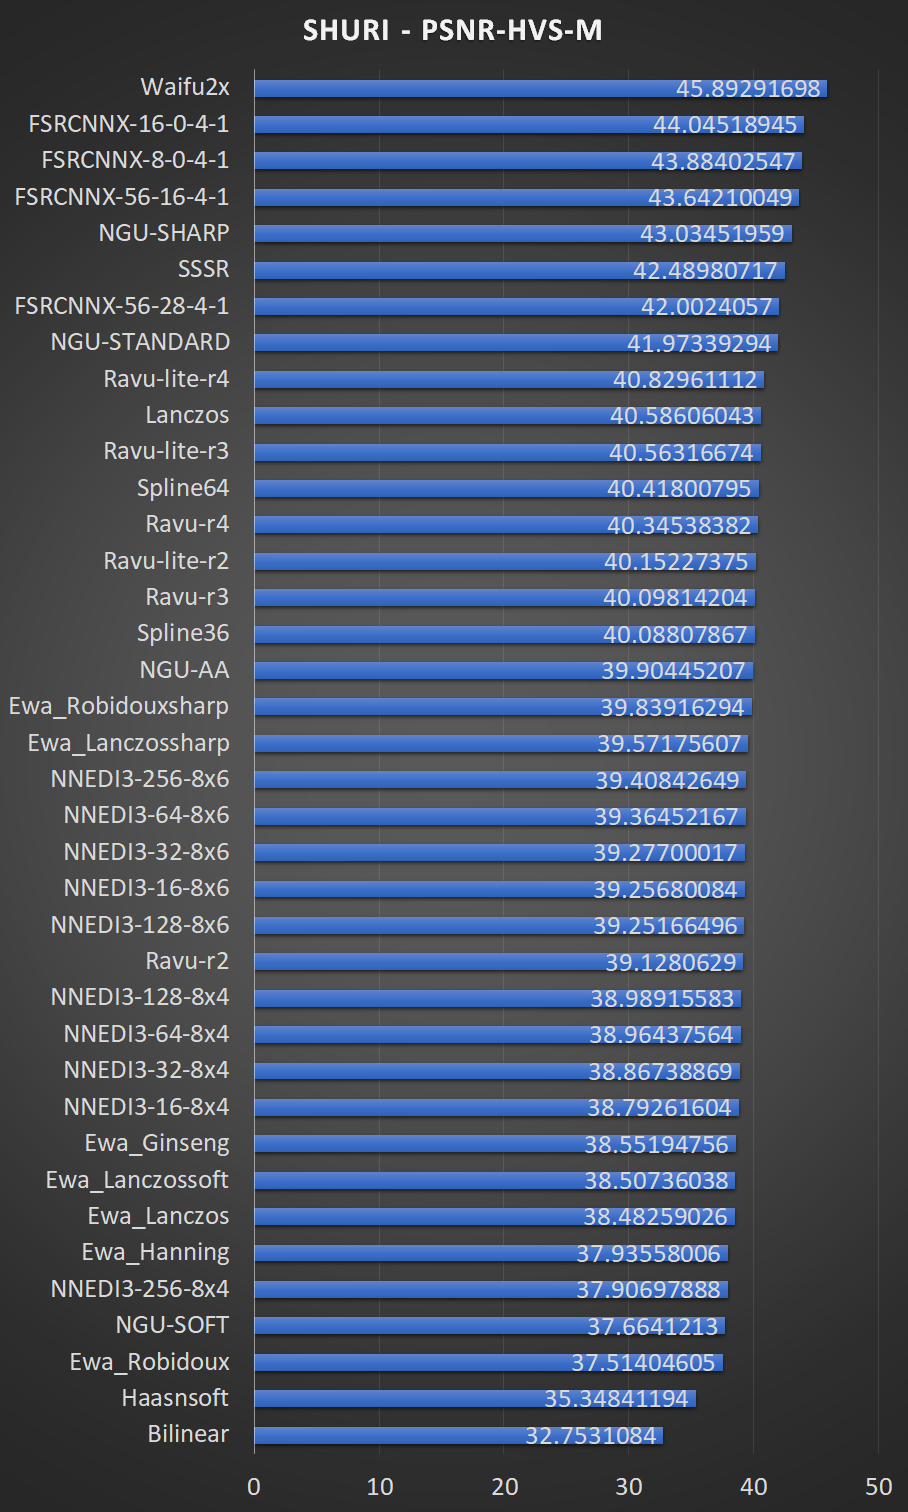 SHURI - PSNR-HVS-M
Waifu2x 45.89291698
FSRCNNX-16-0-4-1 44.04518945
FSRCNNX-8-0-4-1 43.88402547
FSRCNNX-56-16-4-1 43.64210049
NGU-SHARP 43.03451959
SSSR 42.48980717
FSRCNNX-56-28-4-1 42.0024057
NGU-STANDARD 41.97339294
Ravu-lite-r4 40.82961112
Lanczos 40.58606043
Ravu-lite-r3 40.56316674
Spline64 40.41800795
Ravu-r4 40.34538382
Ravu-lite-r2 40.15227375
Ravu-r3 40.09814204
Spline36 40.08807867
NGU-AA 39.90445207
Ewa_Robidouxsharp 39.83916294
Ewa_Lanczossharp 39.57175607
NNEDI3-256-8x6 39.40842649
NNEDI3-64-8x6 39.36452167
NNEDI3-32-8x6 39.27700017
NNEDI3-16-8x6 39.25680084
NNEDI3-128-8x6 39.25166496
Ravu-r2 39.1280629
NNEDI3-128-8x4 38.98915583
NNEDI3-64-8x4 38.96437564
NNEDI3-32-8x4 38.86738869
NNEDI3-16-8x4 38.79261604
Ewa_Ginseng 38.55194756
Ewa_Lanczossoft 38.50736038
Ewa_Lanczos 38.48259026
Ewa_Hanning 37.93558006
NNEDI3-256-8x4 37.90697888
NGU-SOFT 37.6641213
Ewa_Robidoux 37.51404605
Haasnsoft 35.34841194
Bilinear 32.7531084
0 10 20 30 40 50